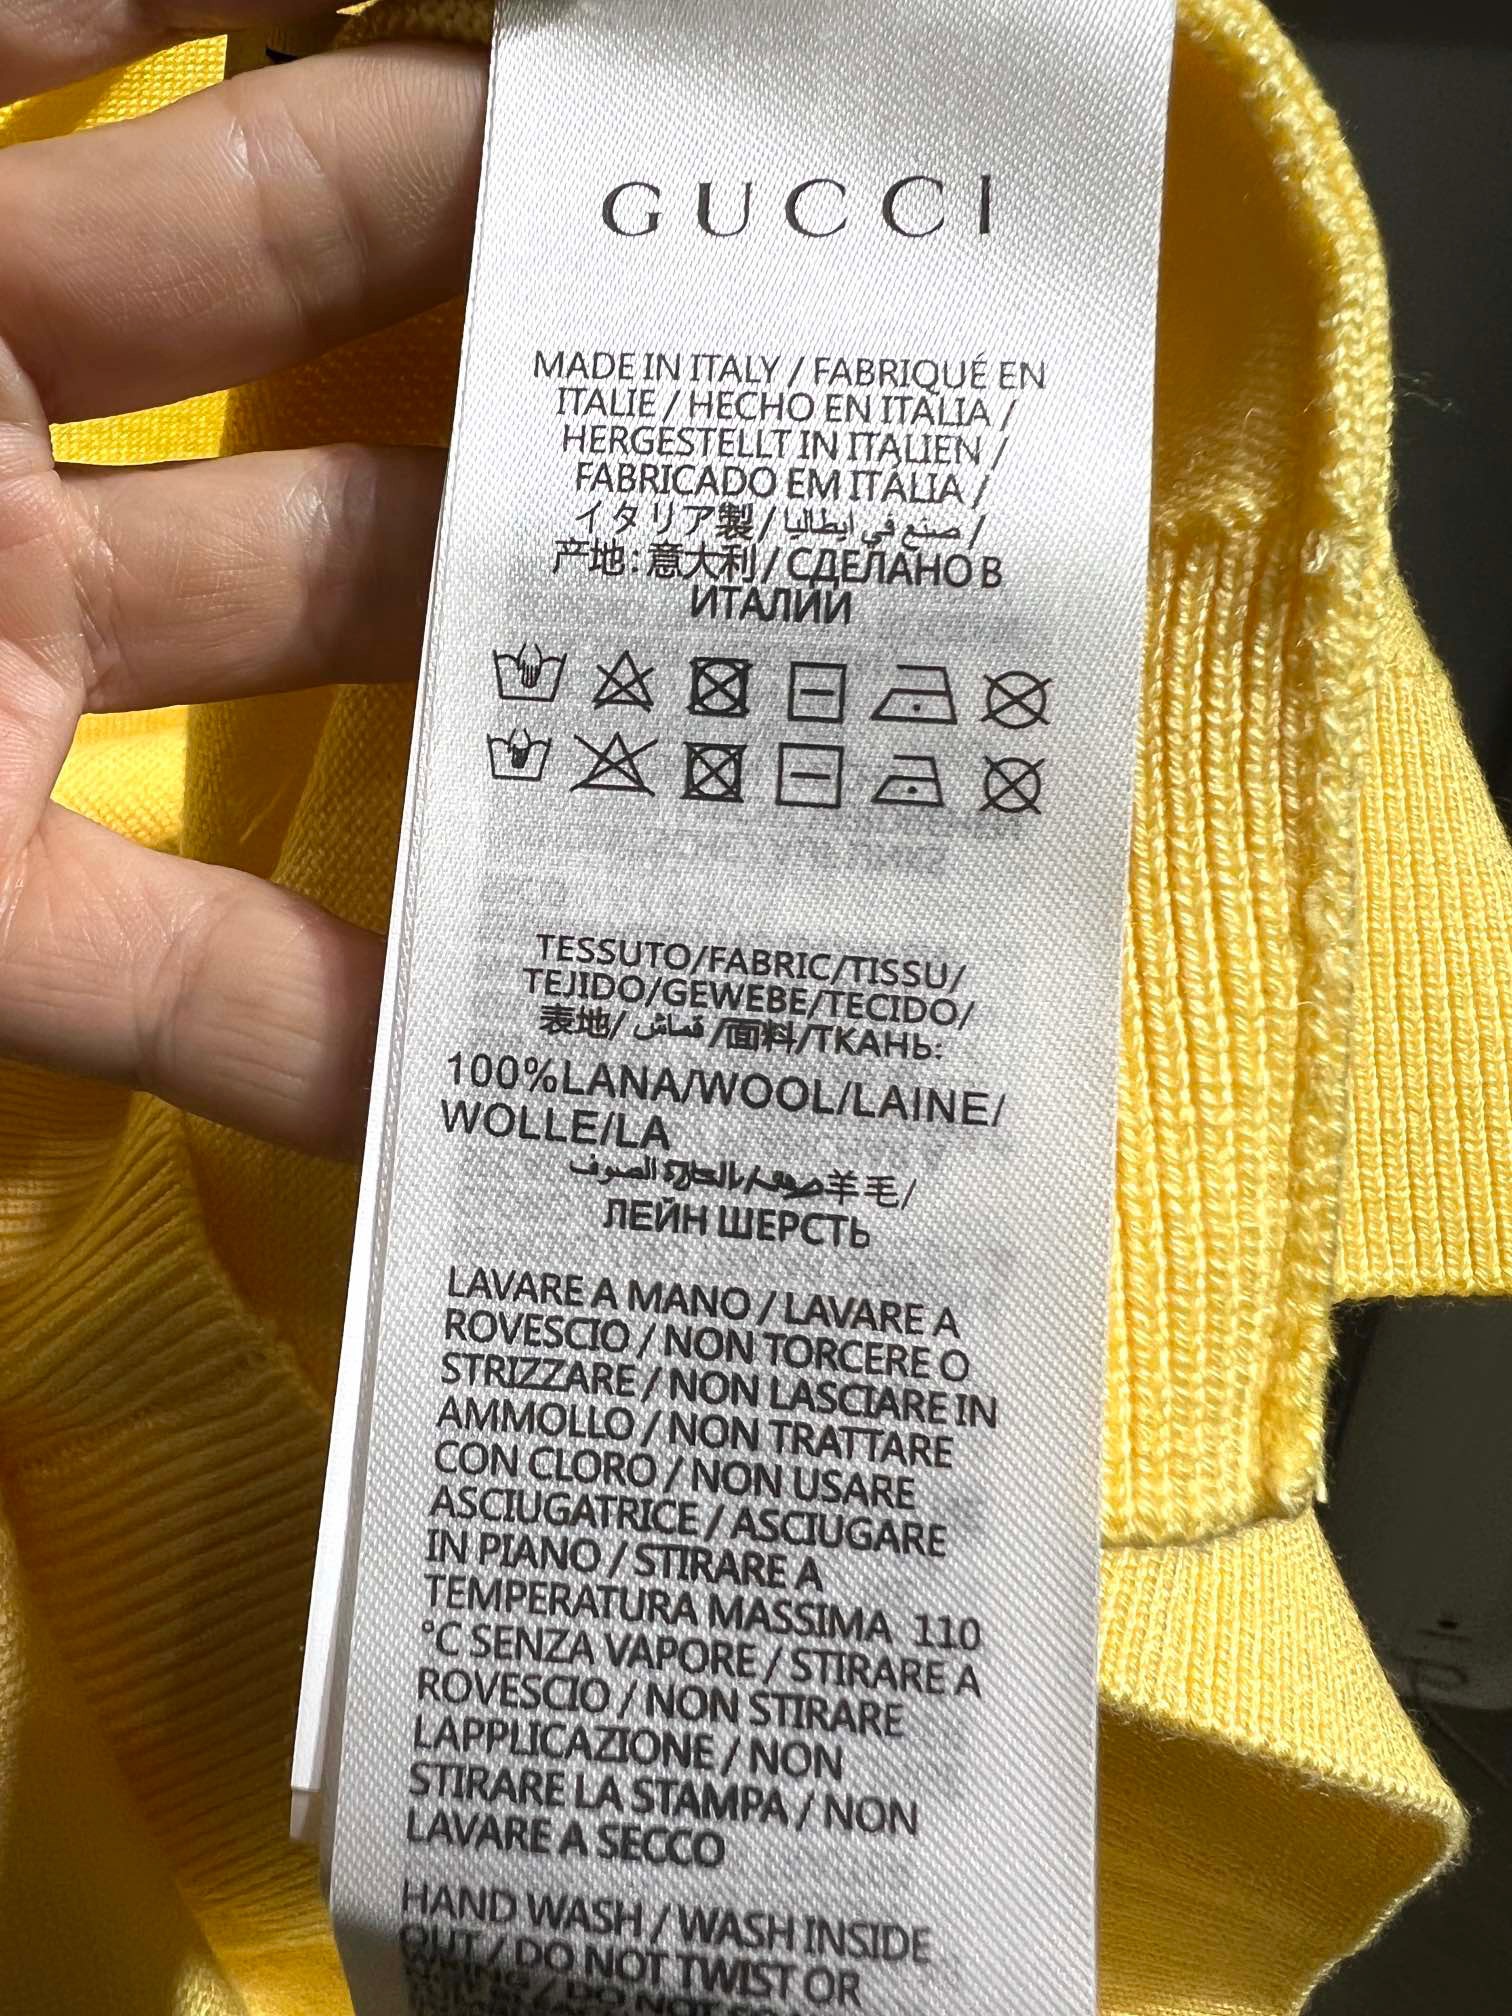 GUCCI
MADE IN ITALY / FABRIQUÉ EN
ITALIE / HECHO EN ITALIA /
HERGESTELLT IN ITALIEN /
FABRICADO EM ITÁLIA /
イタリア製 / صنع في ايطاليا /
产地:意大利 / СДЕЛАНО В
ИТАЛИИ
TESSUTO/FABRIC/TISSU/
TEJIDO/GEWEBE/TECIDO/
表地/ قماش /面料/ТКАНЬ:
100%LANA/WOOL/LAINE/
WOLLE/LA
الصوف 羊毛/
ЛЕЙН ШЕРСТЬ
LAVARE A MANO / LAVARE A
ROVESCIO / NON TORCERE O
STRIZZARE / NON LASCIARE IN
AMMOLLO / NON TRATTARE
CON CLORO / NON USARE
ASCIUGATRICE / ASCIUGARE
IN PIANO / STIRARE A
TEMPERATURA MASSIMA 110
°C SENZA VAPORE / STIRARE A
ROVESCIO / NON STIRARE
LAPPLICAZIONE / NON
STIRARE LA STAMPA / NON
LAVARE A SECCO
HAND WASH / WASH INSIDE
OUT / DO NOT TWIST OR